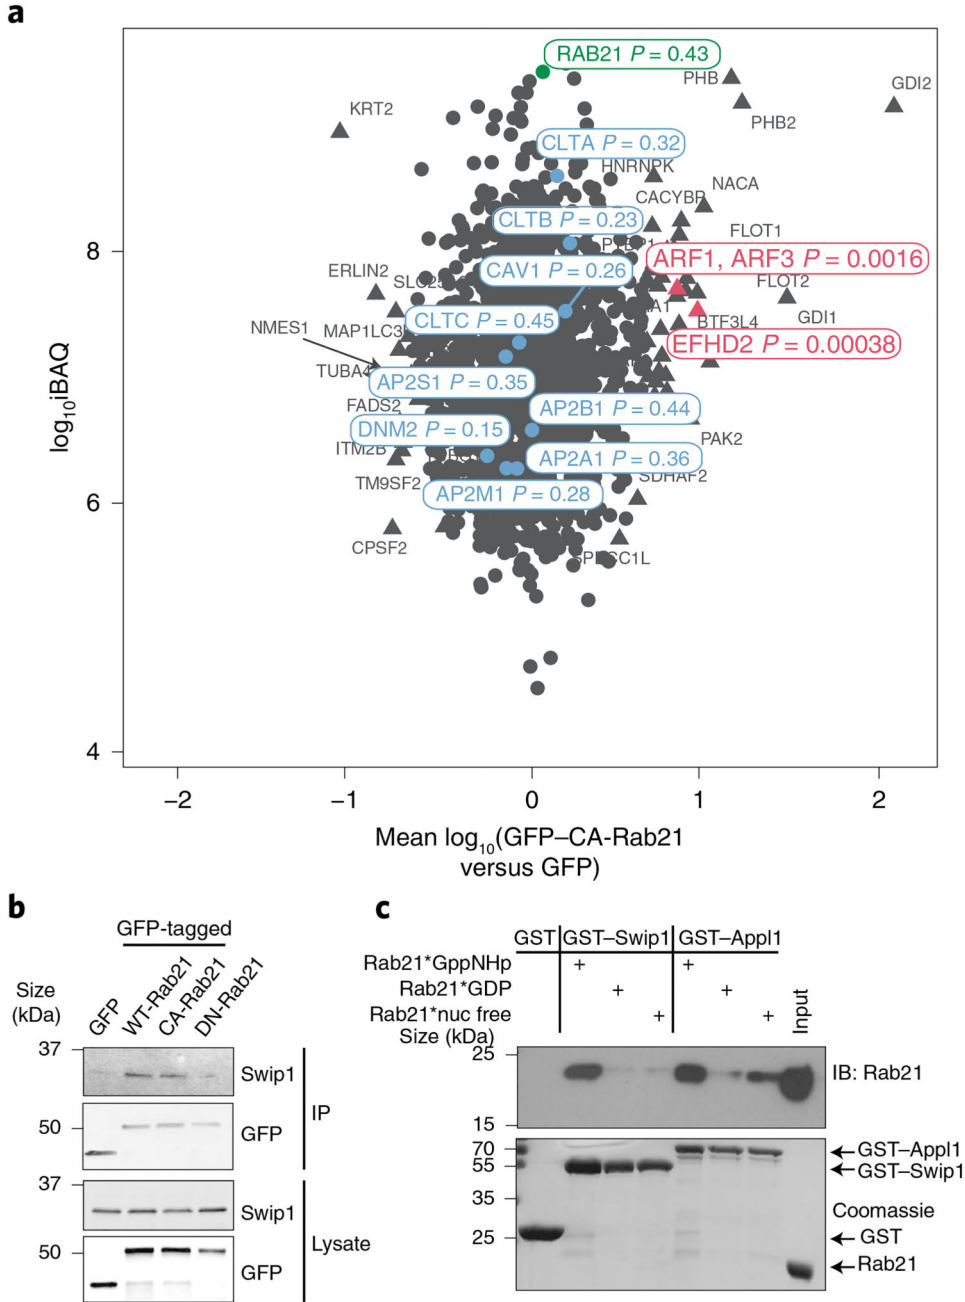 a
RAB21 P = 0.43
PHB
GDI2
KRT2
PHB2
CLTA P = 0.32
HNRNPK
NACA
CACYBP
CLTB P = 0.23
FLOT1
ARF1, ARF3 P = 0.0016
8
CAV1 P = 0.26
ERLIN2
FLOT2
CLTC P = 0.45
GDI1
NMES1
BTF3L4
EFHD2 P = 0.00038
AP2S1 P = 0.35
FADS2
AP2B1 P = 0.44
DNM2 P = 0.15
PAK2
ITM2B
AP2A1 P = 0.36
TM9SF2
SDHAF2
AP2M1 P = 0.28
6
CPSF2
SPECC1L
4
log10iBAQ
−2 −1 0 1 2
Mean log10(GFP–CA-Rab21
versus GFP)
b
GFP-tagged
Size
(kDa)
GFP WT-Rab21 CA-Rab21 DN-Rab21
37
Swip1
50
GFP
IP
37
Swip1
50
GFP
Lysate
c
GST GST–Swip1 GST–Appl1
Rab21*GppNHp + +
Rab21*GDP + +
Rab21*nuc free + +
Size (kDa)
Input
25
IB: Rab21
15
70
GST–Appl1
55
GST–Swip1
35
Coomassie
25
GST
Rab21